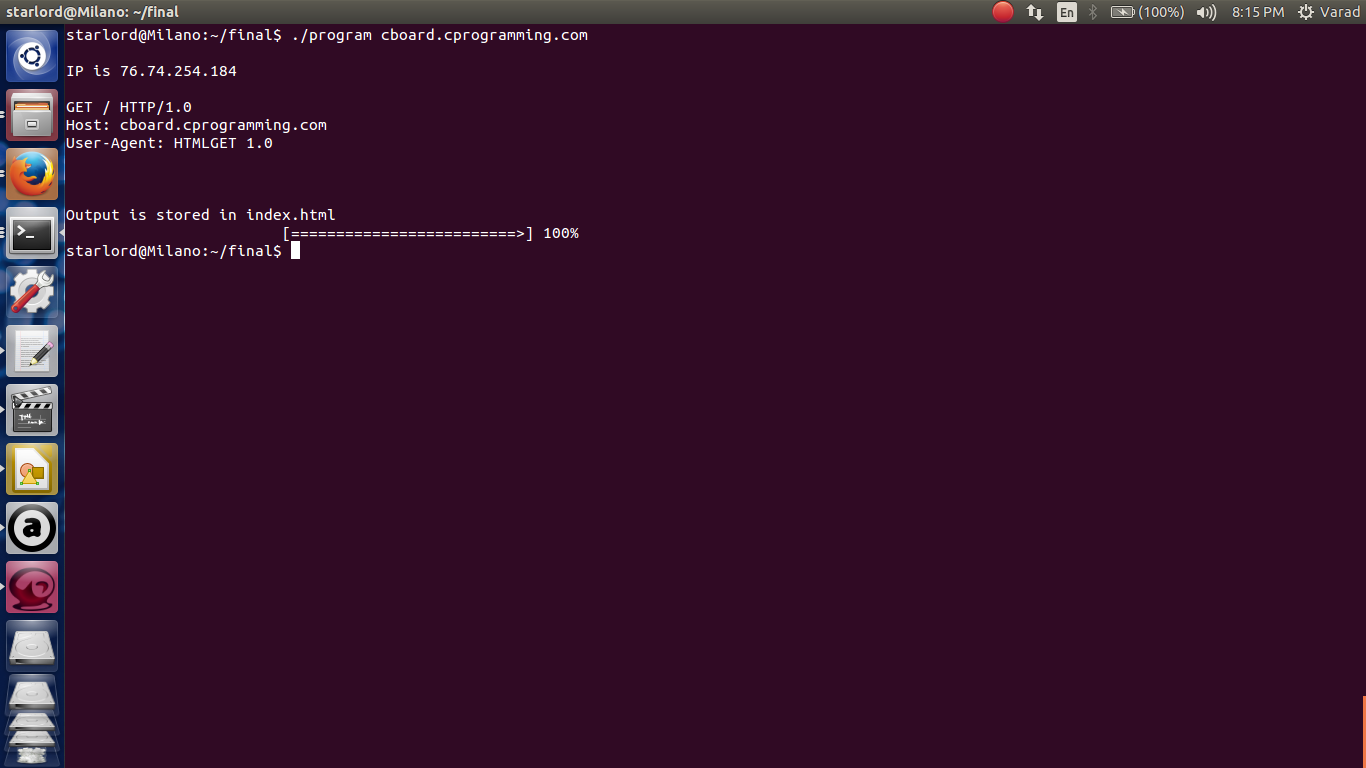 starlord@Milano: ~/final
En
(100%)
8:15 PM
Varad
starlord@Milano:~/final$ ./program cboard.cprogramming.com
IP is 76.74.254.184
GET / HTTP/1.0
Host: cboard.cprogramming.com
User-Agent: HTMLGET 1.0
Output is stored in index.html
[=========================>] 100%
starlord@Milano:~/final$
>_
a